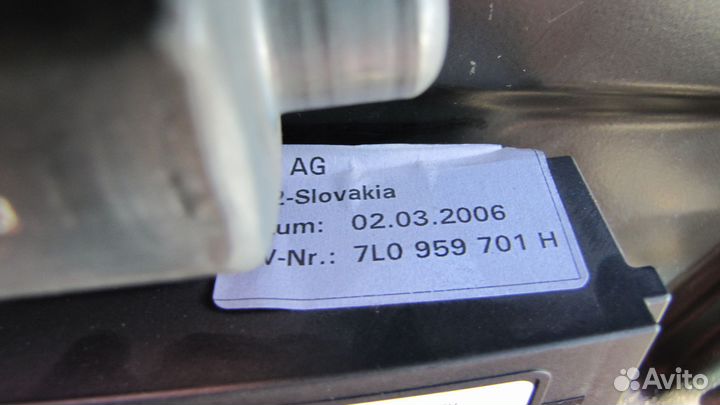 AG
2-Slovakia
um: 02.03.2006
V-Nr.: 7L0 959 701 H
Avito